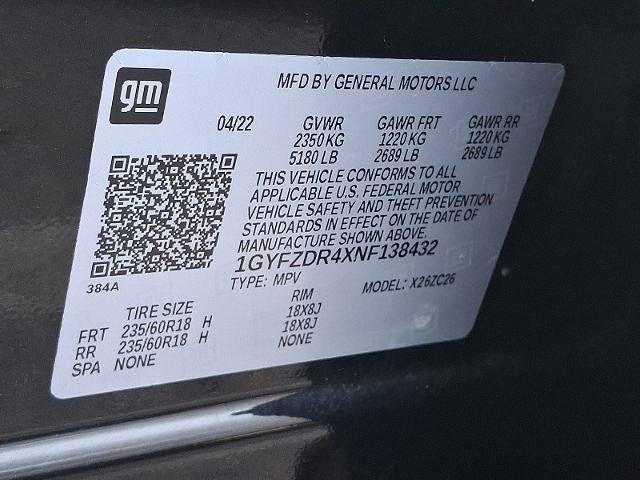 gm
MFD BY GENERAL MOTORS LLC
04/22 GVWR GAWR FRT GAWR RR
2350 KG 1220 KG 1220 KG
5180 LB 2689 LB 2689 LB
THIS VEHICLE CONFORMS TO ALL
APPLICABLE U.S. FEDERAL MOTOR
VEHICLE SAFETY AND THEFT PREVENTION
STANDARDS IN EFFECT ON THE DATE OF
MANUFACTURE SHOWN ABOVE.
1GYFZDR4XNF138432
TYPE: MPV MODEL: X26ZC26
384A
TIRE SIZE RIM
FRT 235/60R18 H 18X8J
RR 235/60R18 H 18X8J
SPA NONE NONE